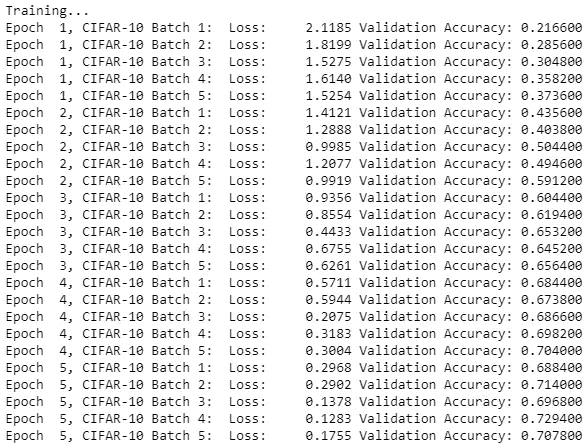 Training...
Epoch  1, CIFAR-10 Batch 1:  Loss:     2.1185 Validation Accuracy: 0.216600
Epoch  1, CIFAR-10 Batch 2:  Loss:     1.8199 Validation Accuracy: 0.285600
Epoch  1, CIFAR-10 Batch 3:  Loss:     1.5275 Validation Accuracy: 0.304800
Epoch  1, CIFAR-10 Batch 4:  Loss:     1.6140 Validation Accuracy: 0.358200
Epoch  1, CIFAR-10 Batch 5:  Loss:     1.5254 Validation Accuracy: 0.373600
Epoch  2, CIFAR-10 Batch 1:  Loss:     1.4121 Validation Accuracy: 0.435600
Epoch  2, CIFAR-10 Batch 2:  Loss:     1.2888 Validation Accuracy: 0.403800
Epoch  2, CIFAR-10 Batch 3:  Loss:     0.9985 Validation Accuracy: 0.504400
Epoch  2, CIFAR-10 Batch 4:  Loss:     1.2077 Validation Accuracy: 0.494600
Epoch  2, CIFAR-10 Batch 5:  Loss:     0.9919 Validation Accuracy: 0.591200
Epoch  3, CIFAR-10 Batch 1:  Loss:     0.9356 Validation Accuracy: 0.604400
Epoch  3, CIFAR-10 Batch 2:  Loss:     0.8554 Validation Accuracy: 0.619400
Epoch  3, CIFAR-10 Batch 3:  Loss:     0.4433 Validation Accuracy: 0.653200
Epoch  3, CIFAR-10 Batch 4:  Loss:     0.6755 Validation Accuracy: 0.645200
Epoch  3, CIFAR-10 Batch 5:  Loss:     0.6261 Validation Accuracy: 0.656400
Epoch  4, CIFAR-10 Batch 1:  Loss:     0.5711 Validation Accuracy: 0.684400
Epoch  4, CIFAR-10 Batch 2:  Loss:     0.5944 Validation Accuracy: 0.673800
Epoch  4, CIFAR-10 Batch 3:  Loss:     0.2075 Validation Accuracy: 0.686600
Epoch  4, CIFAR-10 Batch 4:  Loss:     0.3183 Validation Accuracy: 0.698200
Epoch  4, CIFAR-10 Batch 5:  Loss:     0.3004 Validation Accuracy: 0.704000
Epoch  5, CIFAR-10 Batch 1:  Loss:     0.2968 Validation Accuracy: 0.688400
Epoch  5, CIFAR-10 Batch 2:  Loss:     0.2902 Validation Accuracy: 0.714000
Epoch  5, CIFAR-10 Batch 3:  Loss:     0.1378 Validation Accuracy: 0.696800
Epoch  5, CIFAR-10 Batch 4:  Loss:     0.1283 Validation Accuracy: 0.729400
Epoch  5, CIFAR-10 Batch 5:  Loss:     0.1755 Validation Accuracy: 0.707800